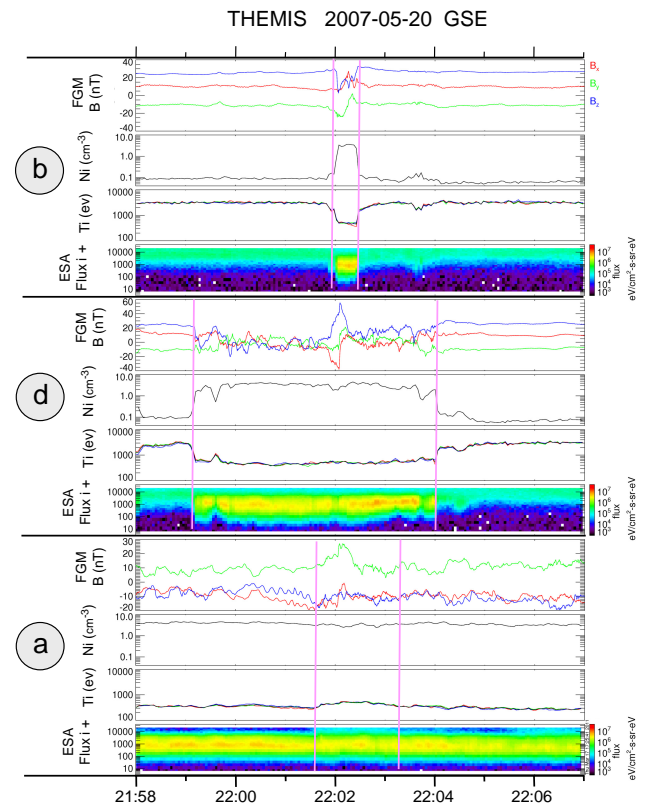 THEMIS 2007-05-20 GSE
b
FGM
B (nT)
40
20
0
-20
-40
Bx
By
Bz
Ni (cm-3)
10.0
1.0
0.1
Ti (ev)
10000
1000
100
ESA
Flux i +
10000
1000
100
10
10^7
10^6
10^5
10^4
10^3
flux
eV/cm²-s-sr-eV
d
FGM
B (nT)
60
40
20
0
-20
-40
Ni (cm-3)
10.0
1.0
0.1
Ti (ev)
10000
1000
100
ESA
Flux i +
10000
1000
100
10
10^7
10^6
10^5
10^4
10^3
flux
eV/cm²-s-sr-eV
a
FGM
B (nT)
30
20
10
0
-10
-20
Ni (cm-3)
10.0
1.0
0.1
Ti (ev)
10000
1000
100
ESA
Flux i +
10000
1000
100
10
10^7
10^6
10^5
10^4
10^3
flux
eV/cm²-s-sr-eV
21:58 22:00 22:02 22:04 22:06